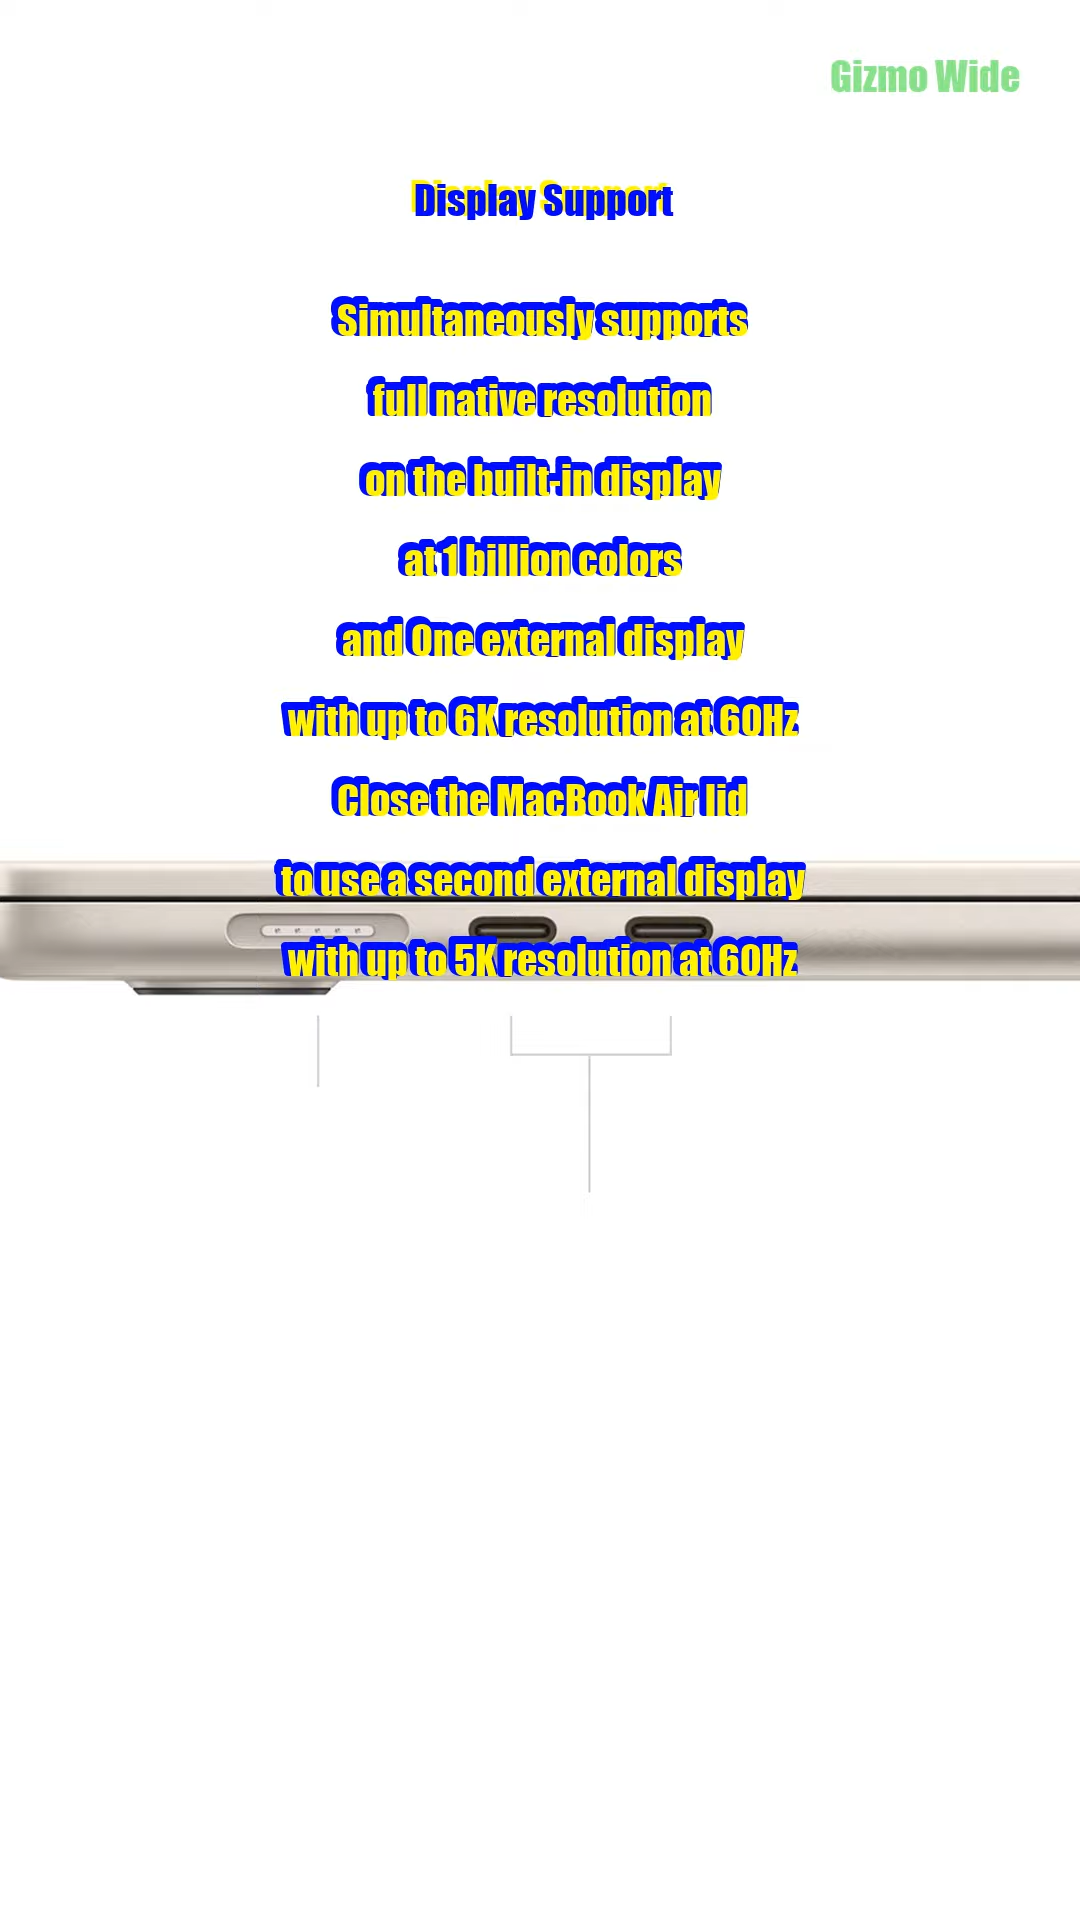 Gizmo Wide
Display Support
Simultaneously supports
full native resolution
on the built-in display
at 1 billion colors
and One external display
with up to 6K resolution at 60Hz
Close the MacBook Air lid
to use a second external display
with up to 5K resolution at 60Hz